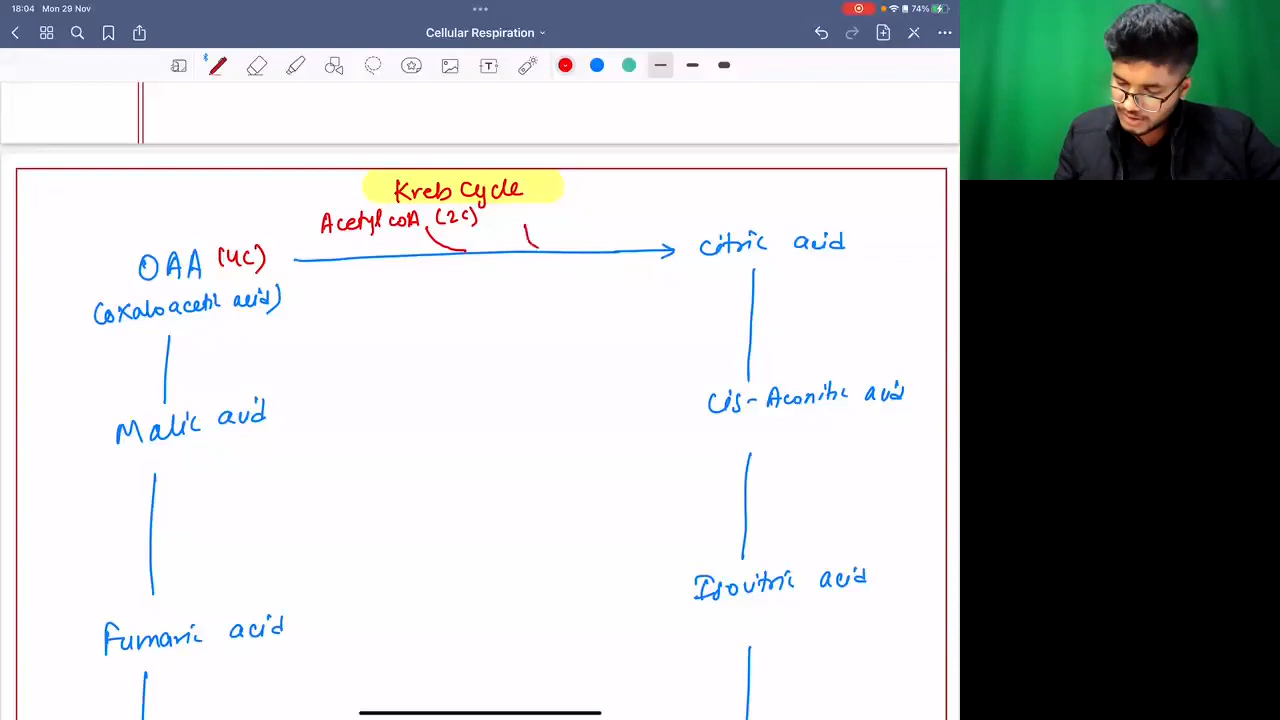 18:04 Mon 29 Nov
74%
Cellular Respiration
T
Kreb Cycle
Acetyl coA (2C)
OAA (4C)
Citric acid
(oxaloacetic acid)
Cis-Aconitic acid
Malic acid
Isocitric acid
Fumaric acid